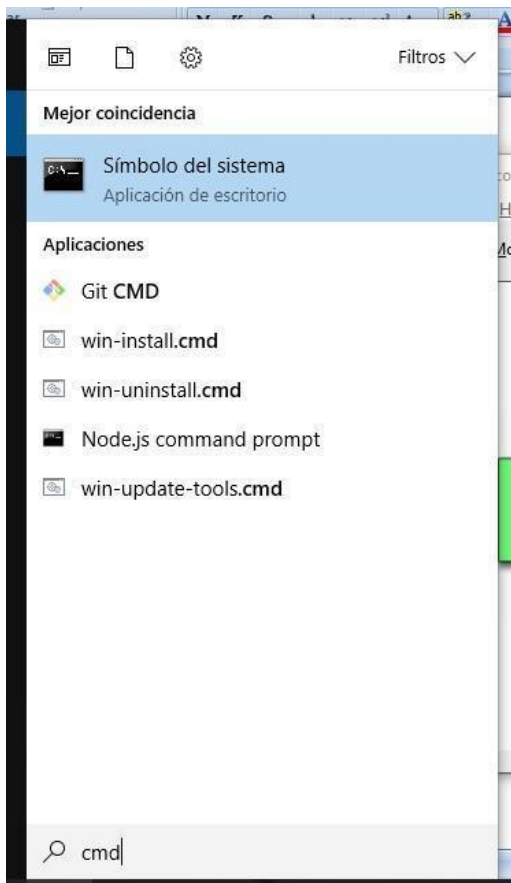 Filtros
Mejor coincidencia
C:\
Símbolo del sistema
Aplicación de escritorio
Aplicaciones
Git CMD
win-install.cmd
win-uninstall.cmd
Node.js command prompt
win-update-tools.cmd
cmd